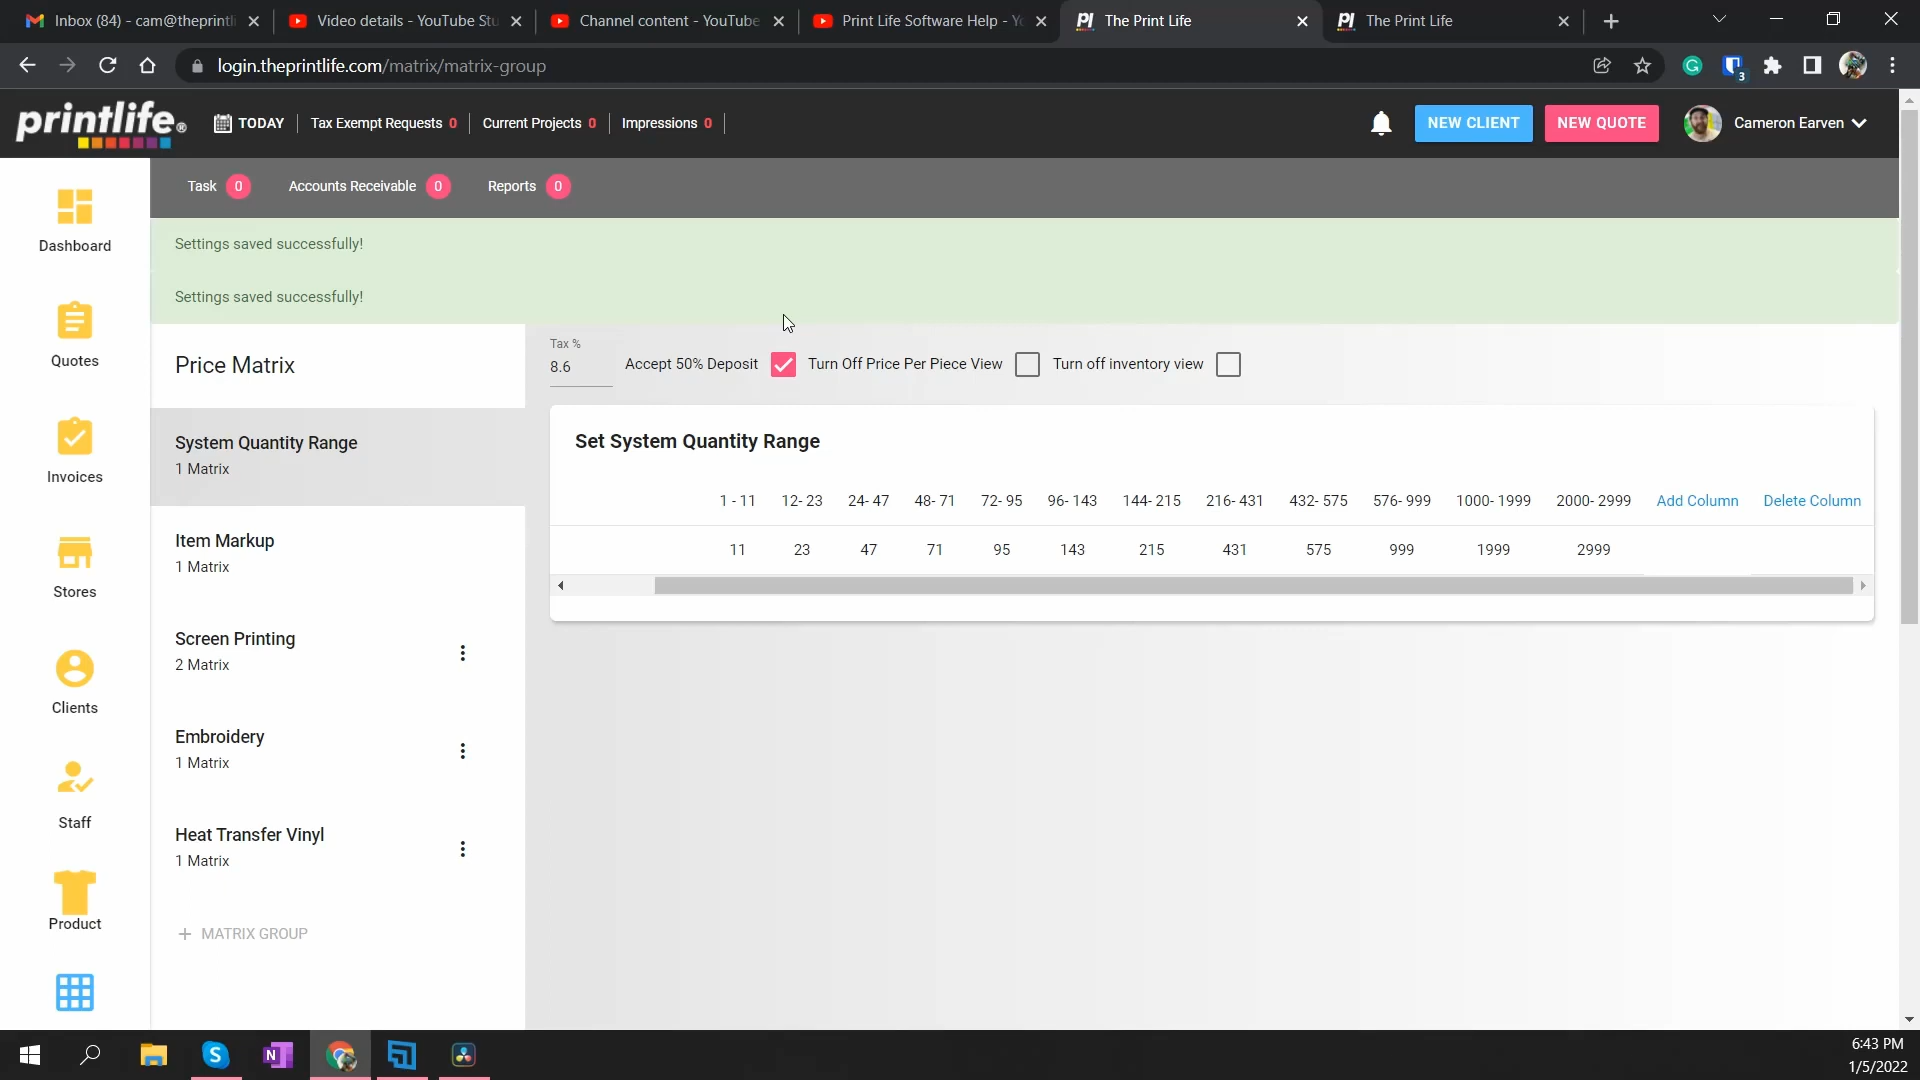 Inbox (84) - cam@theprintli
Video details - YouTube Stu
Channel content - YouTube
Print Life Software Help - Yo
The Print Life
The Print Life
login.theprintlife.com/matrix/matrix-group
3
printlife®
TODAY
Tax Exempt Requests 0
Current Projects 0
Impressions 0
NEW CLIENT
NEW QUOTE
Cameron Earven
Task 0
Accounts Receivable 0
Reports 0
Dashboard
Quotes
Invoices
Stores
Clients
Staff
Product
Settings saved successfully!
Settings saved successfully!
Price Matrix
System Quantity Range
1 Matrix
Item Markup
1 Matrix
Screen Printing
2 Matrix
Embroidery
1 Matrix
Heat Transfer Vinyl
1 Matrix
+ MATRIX GROUP
Tax %
8.6
Accept 50% Deposit
Turn Off Price Per Piece View
Turn off inventory view
Set System Quantity Range
1 - 11 12- 23 24- 47 48- 71 72- 95 96- 143 144- 215 216- 431 432- 575 576- 999 1000- 1999 2000- 2999 Add Column Delete Column
11 23 47 71 95 143 215 431 575 999 1999 2999
6:43 PM
1/5/2022